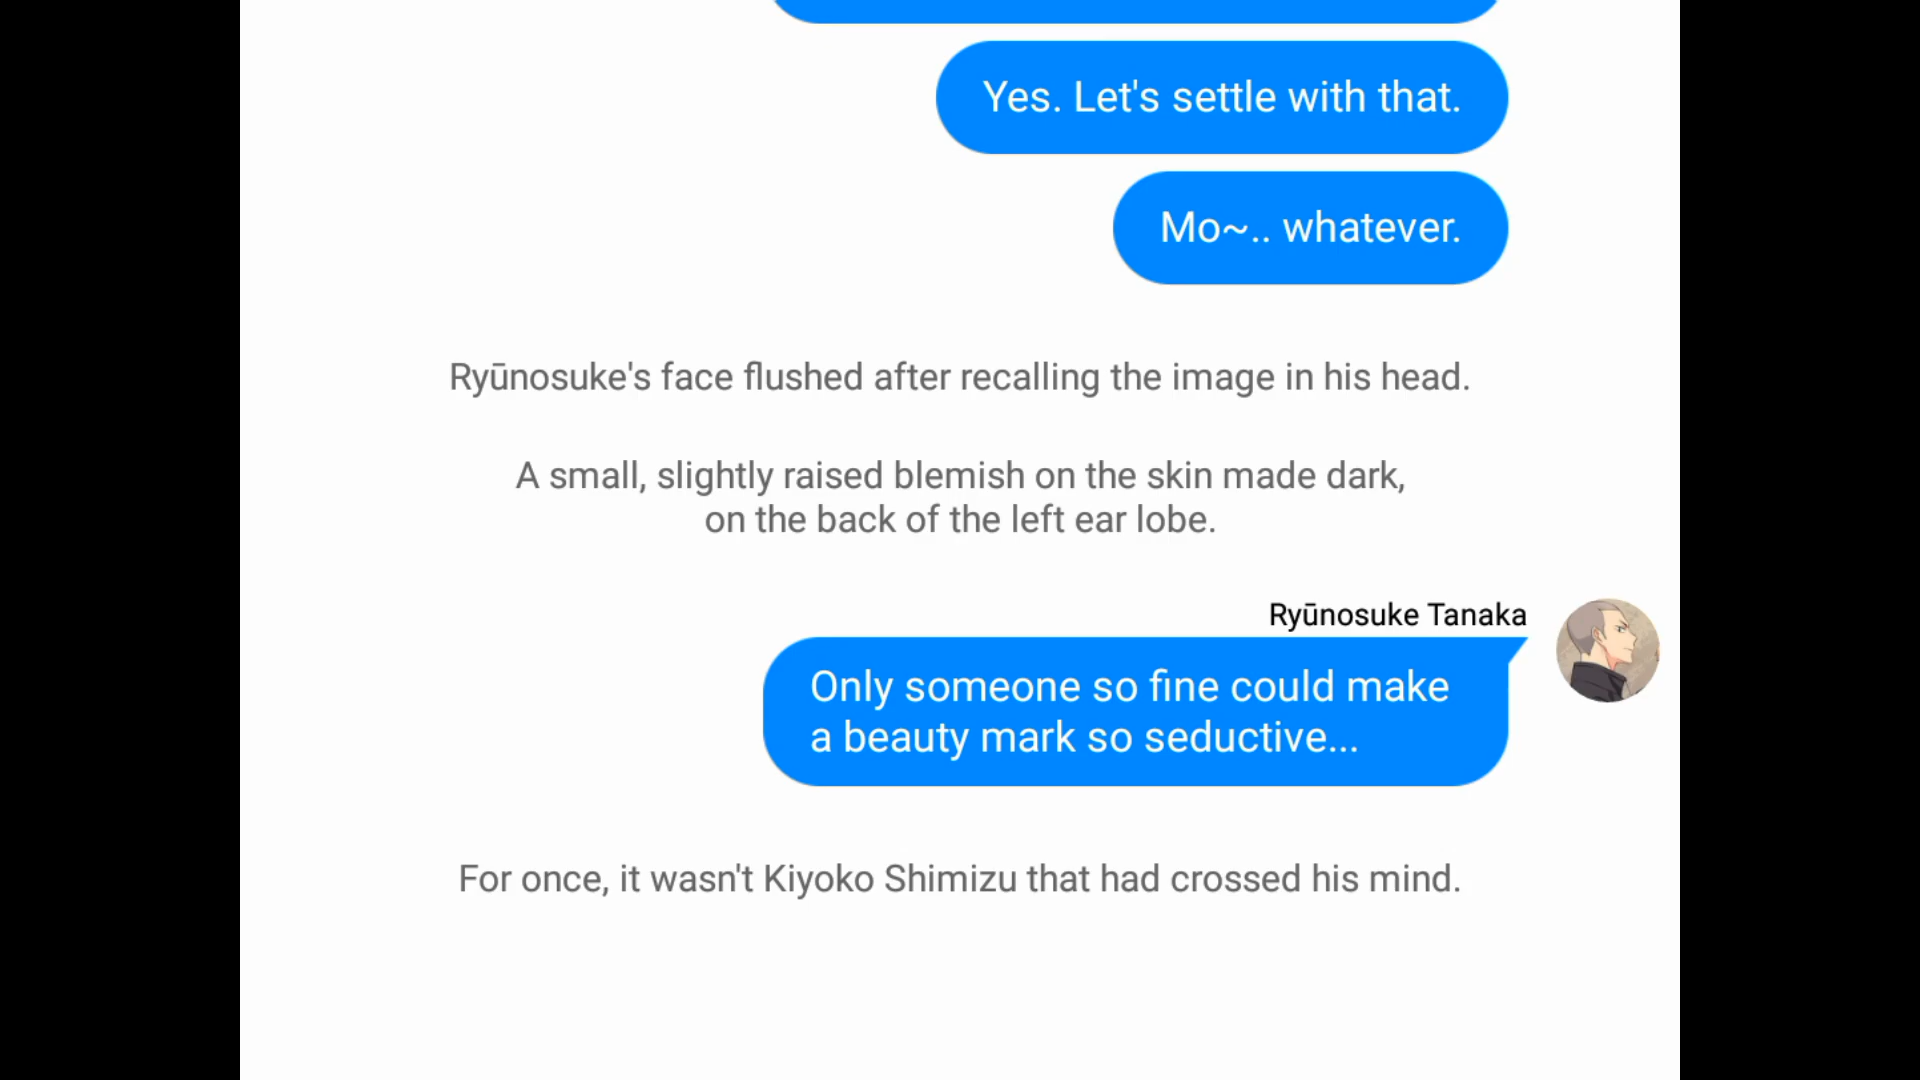 Yes. Let's settle with that.
Mo~.. whatever.
Ryūnosuke's face flushed after recalling the image in his head.
A small, slightly raised blemish on the skin made dark,
on the back of the left ear lobe.
Ryūnosuke Tanaka
Only someone so fine could make
a beauty mark so seductive...
For once, it wasn't Kiyoko Shimizu that had crossed his mind.